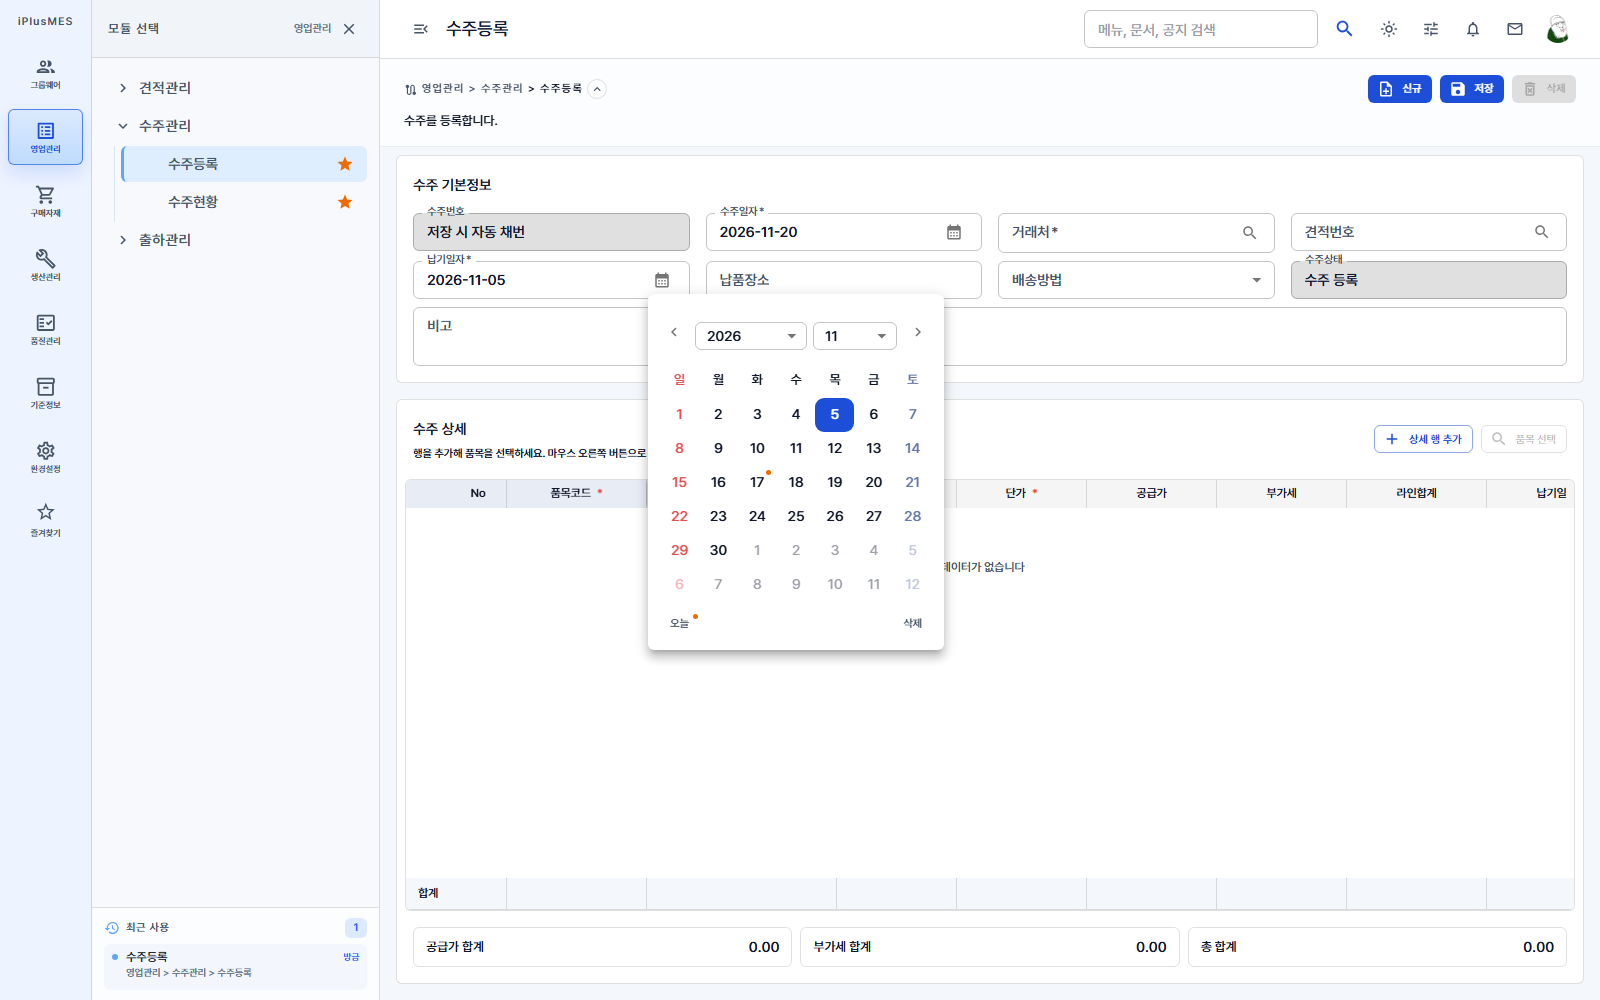 iPlusMES
그룹웨어
영업관리
구매자재
생산관리
품질관리
기준정보
환경설정
즐겨찾기
모듈 선택
영업관리
견적관리
수주관리
수주등록
수주현황
출하관리
최근 사용
1
수주등록
방금
영업관리 > 수주관리 > 수주등록
수주등록
메뉴, 문서, 공지 검색
영업관리 > 수주관리 > 수주등록
신규
저장
삭제
수주를 등록합니다.
수주 기본정보
수주번호
저장 시 자동 채번
수주일자*
2026-11-20
거래처*
견적번호
납기일자*
2026-11-05
납품장소
배송방법
수주상태
수주 등록
비고
2026
11
일 월 화 수 목 금 토
1 2 3 4 5 6 7
8 9 10 11 12 13 14
15 16 17 18 19 20 21
22 23 24 25 26 27 28
29 30 1 2 3 4 5
6 7 8 9 10 11 12
오늘
삭제
수주 상세
행을 추가해 품목을 선택하세요. 마우스 오른쪽 버튼으로
상세 행 추가
품목 선택
No 품목코드 * 단가 * 공급가 부가세 라인합계 납기일
데이터가 없습니다
합계
공급가 합계 0.00
부가세 합계 0.00
총 합계 0.00